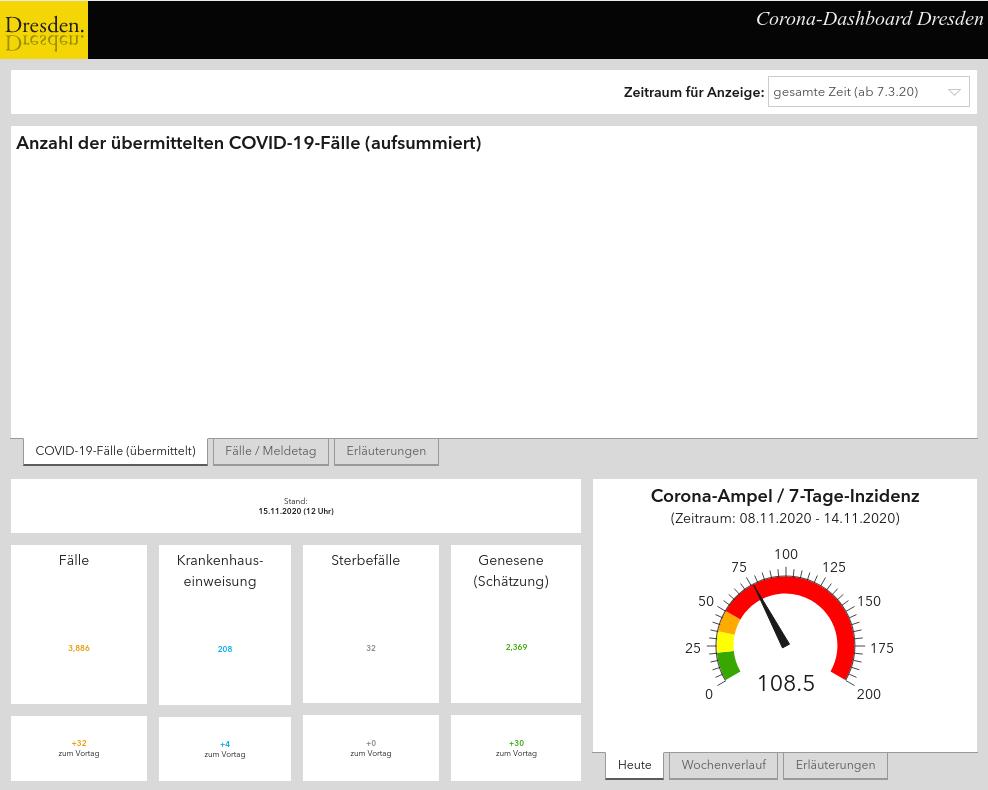 Dresden.
Dresden.
Corona-Dashboard Dresden
Zeitraum für Anzeige: gesamte Zeit (ab 7.3.20)
Anzahl der übermittelten COVID-19-Fälle (aufsummiert)
COVID-19-Fälle (übermittelt) Fälle / Meldetag Erläuterungen
Stand:
15.11.2020 (12 Uhr)
Fälle
3,886
+32
zum Vortag
Krankenhaus-
einweisung
208
+4
zum Vortag
Sterbefälle
32
+0
zum Vortag
Genesene
(Schätzung)
2,369
+30
zum Vortag
Corona-Ampel / 7-Tage-Inzidenz
(Zeitraum: 08.11.2020 - 14.11.2020)
0
25
50
75
100
125
150
175
200
108.5
Heute Wochenverlauf Erläuterungen